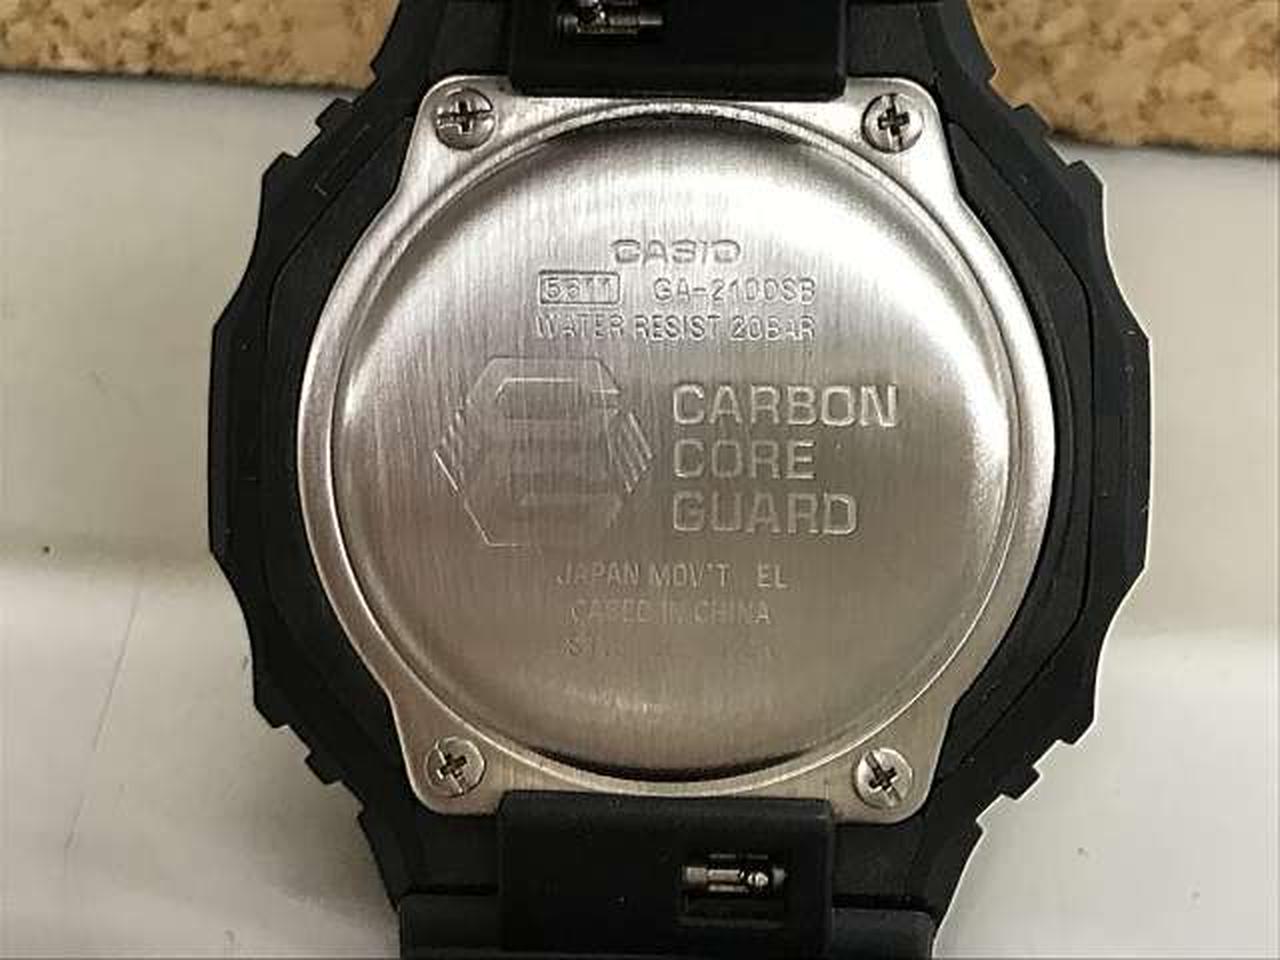 CASIO
5611 GA-2100SB
WATER RESIST 20BAR
CARBON
CORE
GUARD
JAPAN MOV'T EL
CASED IN CHINA